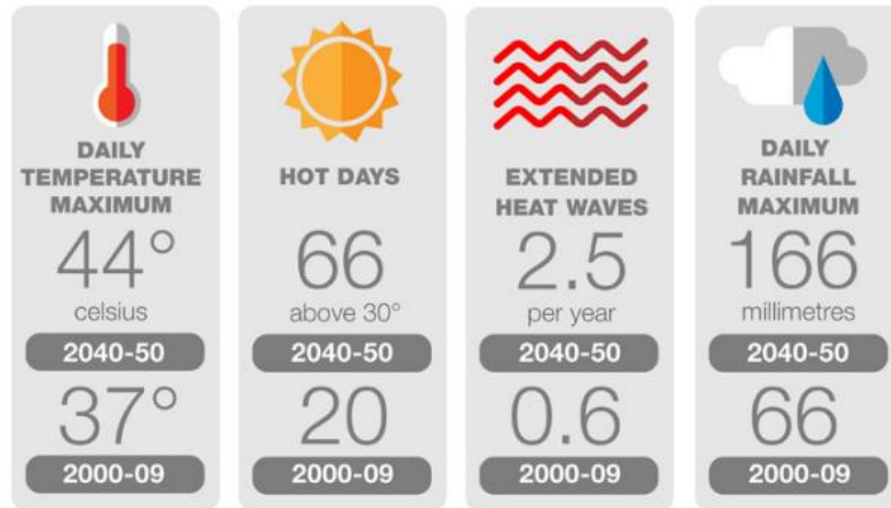 DAILY
TEMPERATURE
MAXIMUM
44°
celsius
2040-50
37°
2000-09
HOT DAYS
66
above 30°
2040-50
20
2000-09
EXTENDED
HEAT WAVES
2.5
per year
2040-50
0.6
2000-09
DAILY
RAINFALL
MAXIMUM
166
millimetres
2040-50
66
2000-09